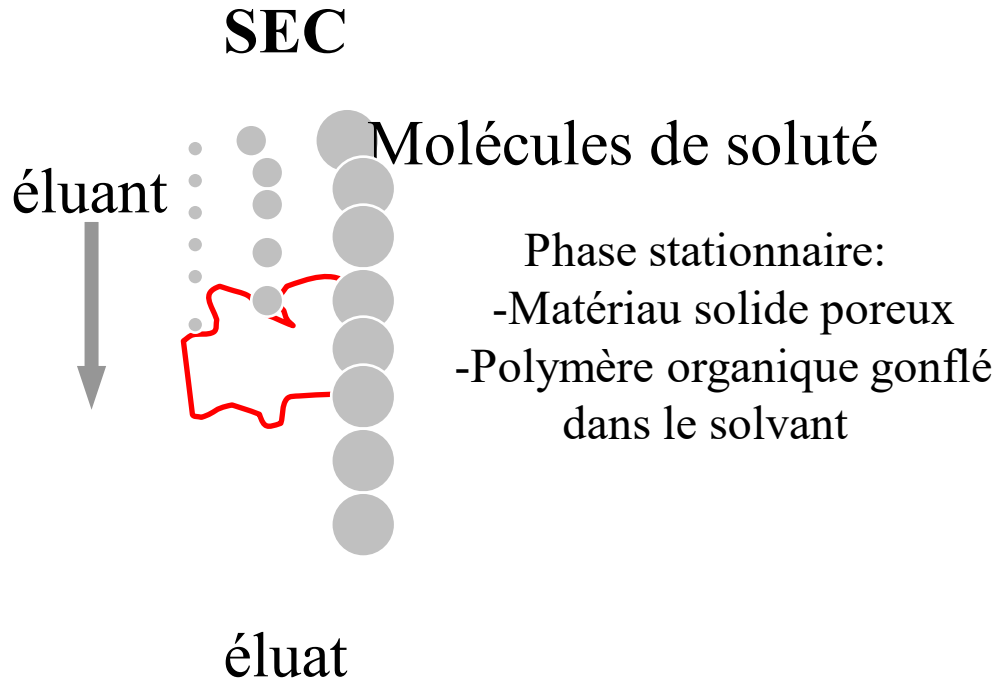 SEC
Molécules de soluté
éluant
Phase stationnaire:
-Matériau solide poreux
-Polymère organique gonflé
dans le solvant
éluat